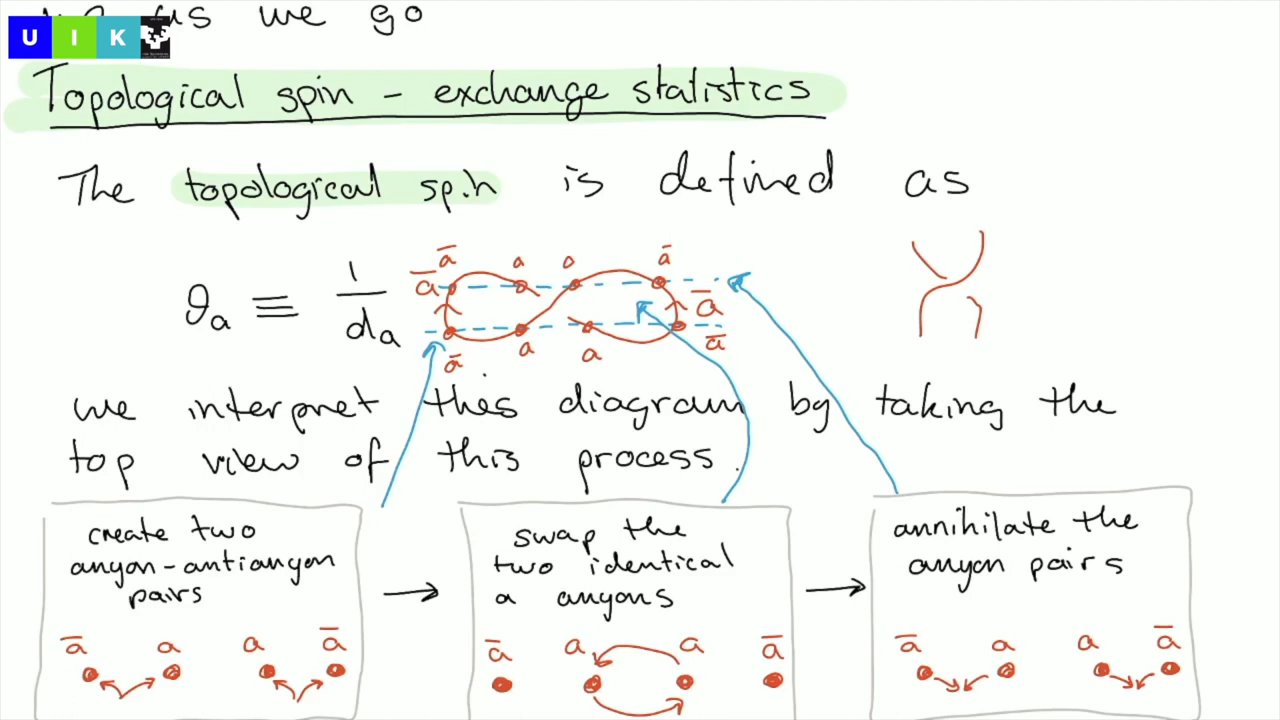 as we go
U I K
Topological spin - exchange statistics
The topological spin is defined as
ϑa ≡ 1/da
ā a a ā
ā ā
ā a a ā
we interpret this diagram by taking the
top view of this process.
create two
anyon-antianyon
pairs
ā a a ā
→
swap the
two identical
a anyons
ā a a ā
→
annihilate the
anyon pairs
ā a a ā